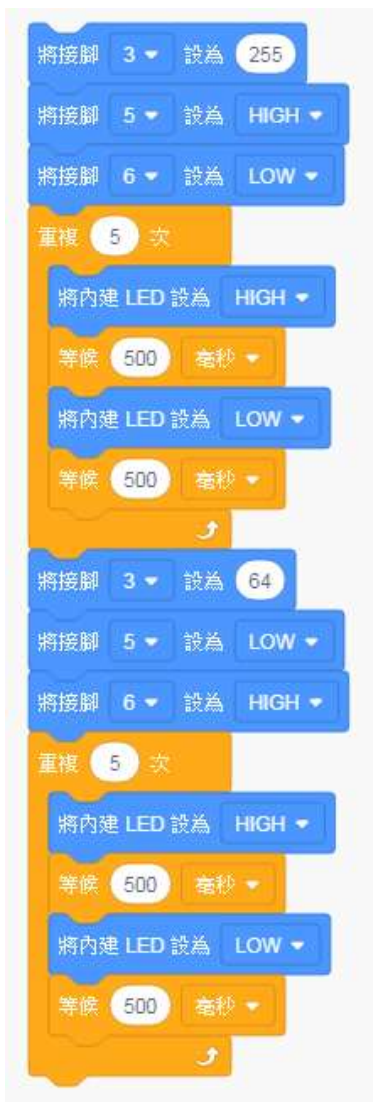 將接腳 3 設為 255
將接腳 5 設為 HIGH
將接腳 6 設為 LOW
重複 5 次
將內建 LED 設為 HIGH
等候 500 毫秒
將內建 LED 設為 LOW
等候 500 毫秒
將接腳 3 設為 64
將接腳 5 設為 LOW
將接腳 6 設為 HIGH
重複 5 次
將內建 LED 設為 HIGH
等候 500 毫秒
將內建 LED 設為 LOW
等候 500 毫秒